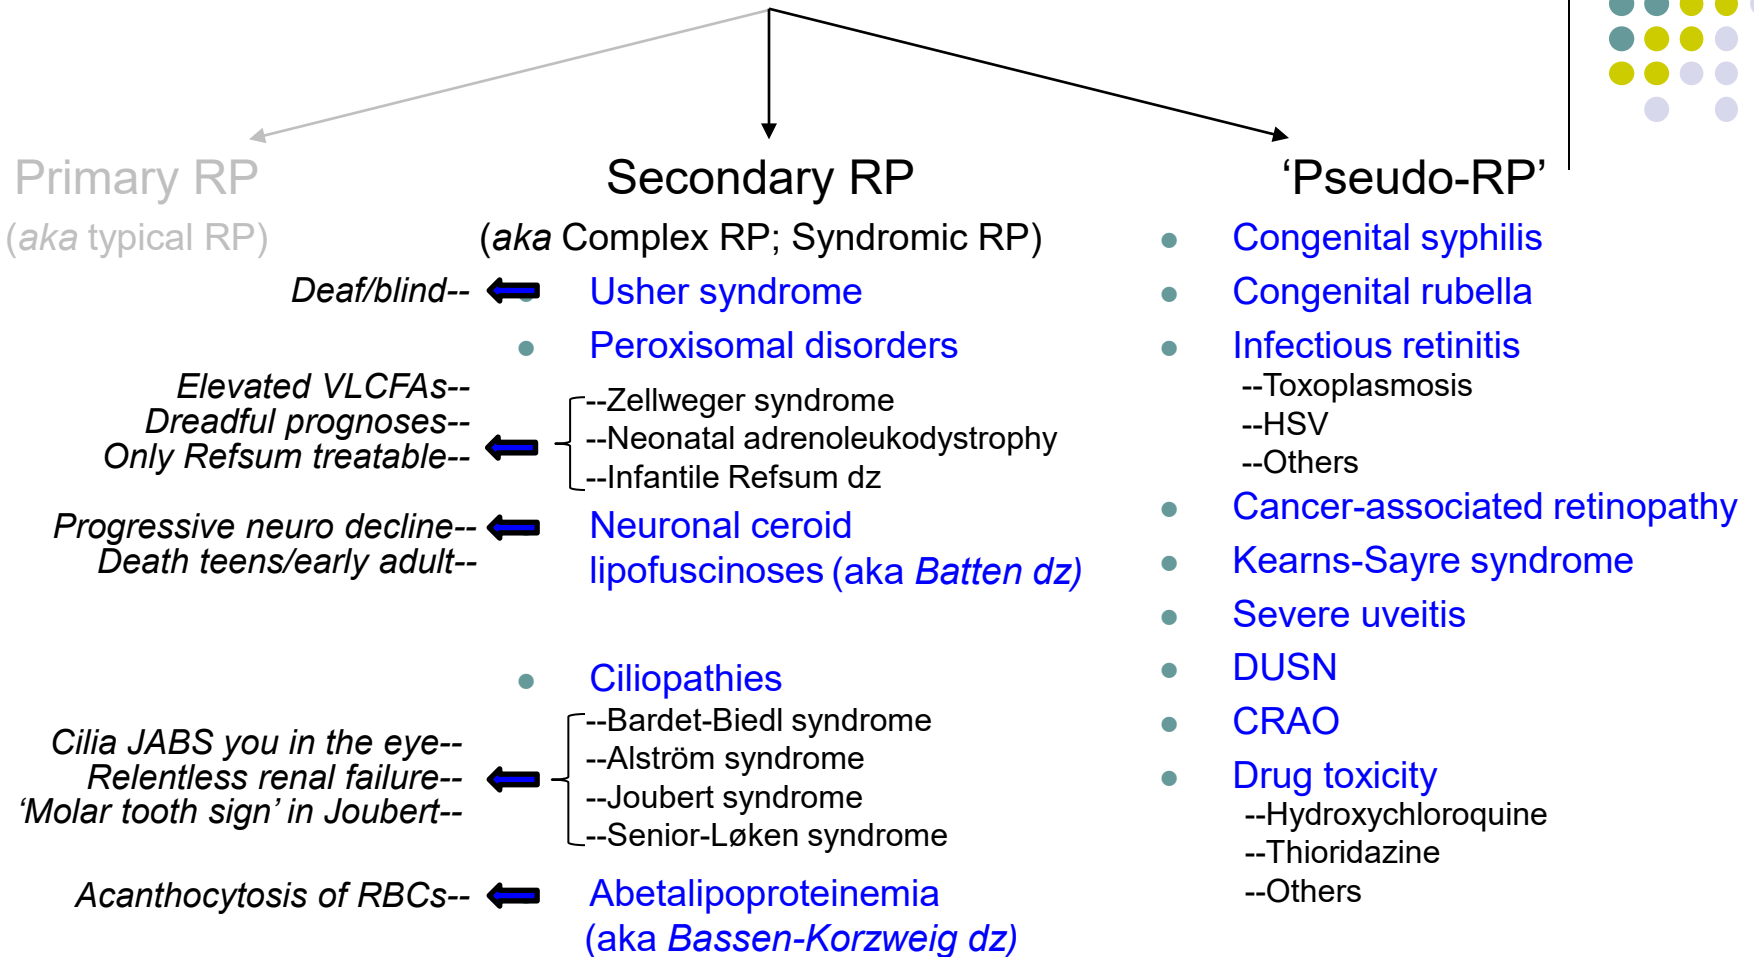 Primary RP
(aka typical RP)
Secondary RP
(aka Complex RP; Syndromic RP)
Deaf/blind--
Usher syndrome
Peroxisomal disorders
Elevated VLCFAs--
Dreadful prognoses--
Only Refsum treatable--
--Zellweger syndrome
--Neonatal adrenoleukodystrophy
--Infantile Refsum dz
Progressive neuro decline--
Death teens/early adult--
Neuronal ceroid
lipofuscinoses (aka Batten dz)
Ciliopathies
Cilia JABS you in the eye--
Relentless renal failure--
‘Molar tooth sign’ in Joubert--
--Bardet-Biedl syndrome
--Alström syndrome
--Joubert syndrome
--Senior-Løken syndrome
Acanthocytosis of RBCs--
Abetalipoproteinemia
(aka Bassen-Korzweig dz)
‘Pseudo-RP’
Congenital syphilis
Congenital rubella
Infectious retinitis
--Toxoplasmosis
--HSV
--Others
Cancer-associated retinopathy
Kearns-Sayre syndrome
Severe uveitis
DUSN
CRAO
Drug toxicity
--Hydroxychloroquine
--Thioridazine
--Others